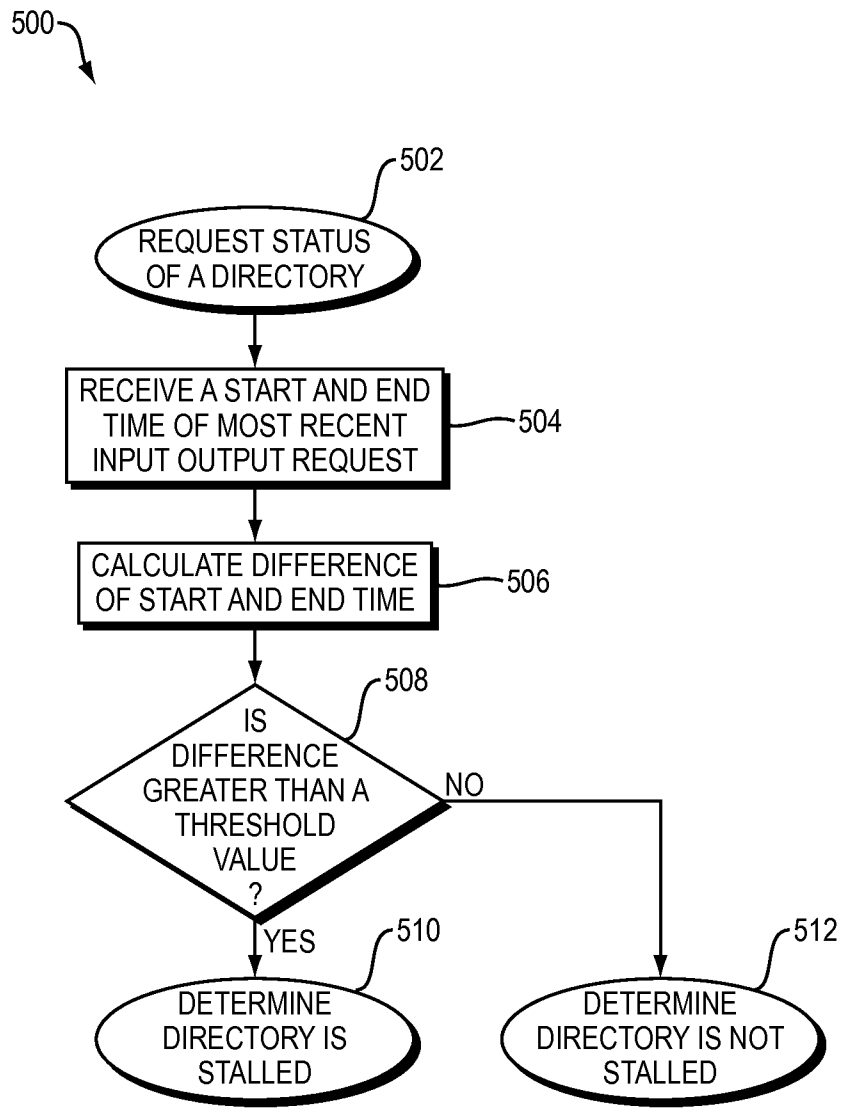 500
502
REQUEST STATUS
OF A DIRECTORY
RECEIVE A START AND END
TIME OF MOST RECENT
INPUT OUTPUT REQUEST
504
CALCULATE DIFFERENCE
OF START AND END TIME
506
508
IS
DIFFERENCE
GREATER THAN A
THRESHOLD
VALUE
?
NO
YES
510
DETERMINE
DIRECTORY IS
STALLED
512
DETERMINE
DIRECTORY IS NOT
STALLED